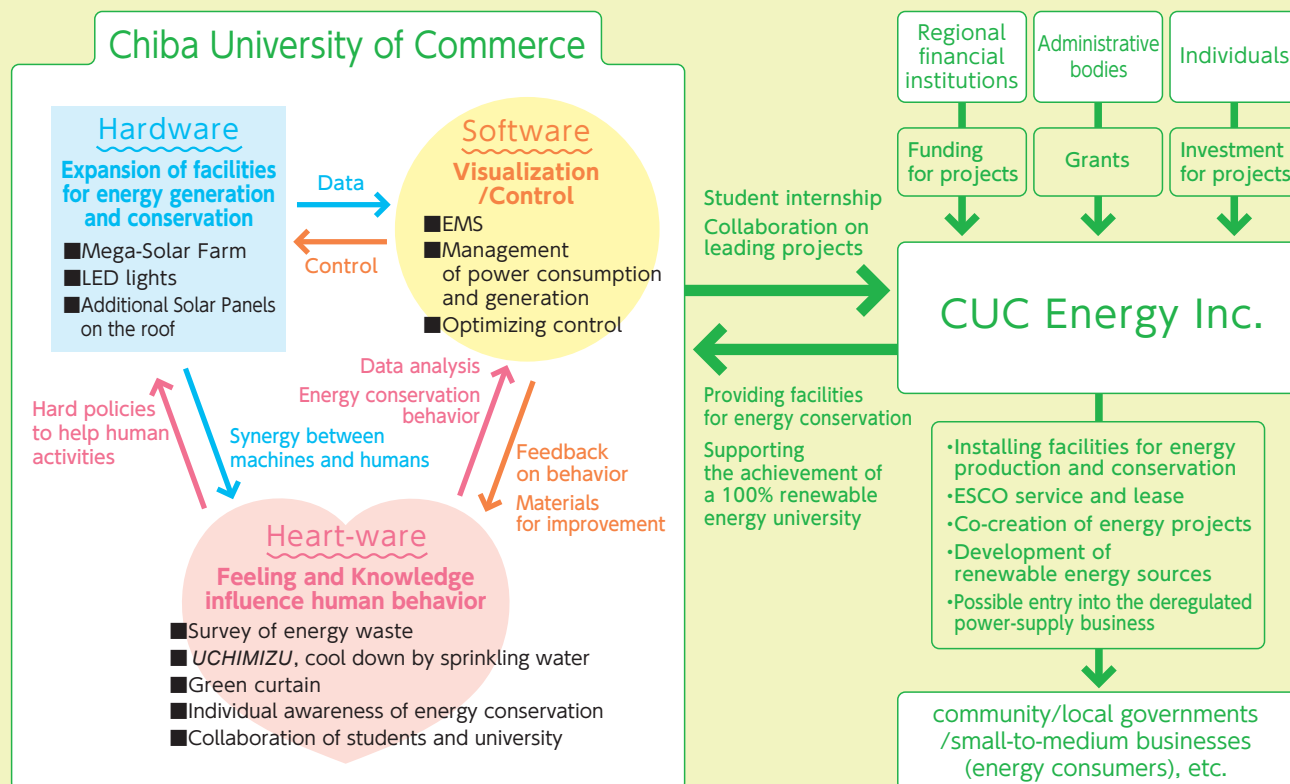 Chiba University of Commerce
Hardware
Expansion of facilities
for energy generation
and conservation
■Mega-Solar Farm
■LED lights
■Additional Solar Panels
on the roof
Data
Control
Software
Visualization
/Control
■EMS
■Management
of power consumption
and generation
■Optimizing control
Hard policies
to help human
activities
Synergy between
machines and humans
Data analysis
Energy conservation
behavior
Feedback
on behavior
Materials
for improvement
Heart-ware
Feeling and Knowledge
influence human behavior
■Survey of energy waste
■UCHIMIZU, cool down by sprinkling water
■Green curtain
■Individual awareness of energy conservation
■Collaboration of students and university
Student internship
Collaboration on
leading projects
Providing facilities
for energy conservation
Supporting
the achievement of
a 100% renewable
energy university
Regional
financial
institutions
Administrative
bodies
Individuals
Funding
for projects
Grants
Investment
for projects
CUC Energy Inc.
•Installing facilities for energy
production and conservation
•ESCO service and lease
•Co-creation of energy projects
•Development of
renewable energy sources
•Possible entry into the deregulated
power-supply business
community/local governments
/small-to-medium businesses
(energy consumers), etc.